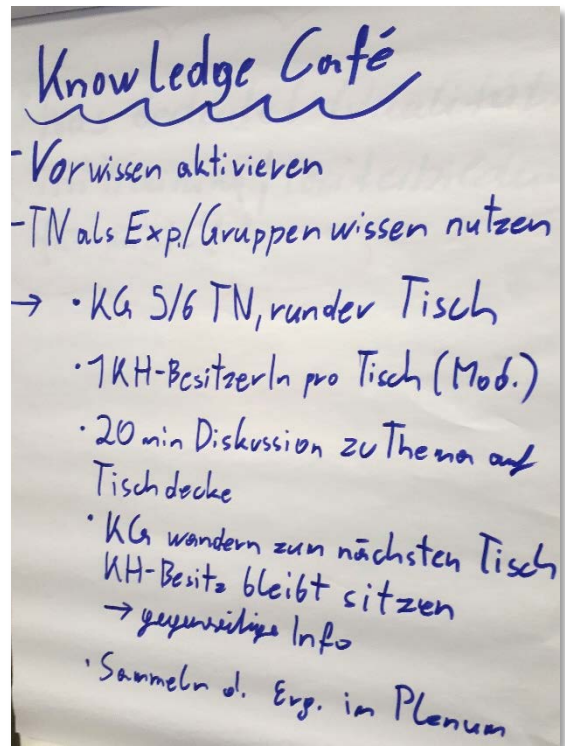 Knowledge Café
- Vorwissen aktivieren
- TN als Exp./Gruppenwissen nutzen
→ • KG 5/6 TN, runder Tisch
• 1 KH-BesitzerIn pro Tisch (Mod.)
• 20 min Diskussion zu Thema auf
Tischdecke
• KG wandern zum nächsten Tisch
KH-Besitz bleibt sitzen
→ gegenseitige Info
• Sammeln d. Erg. im Plenum